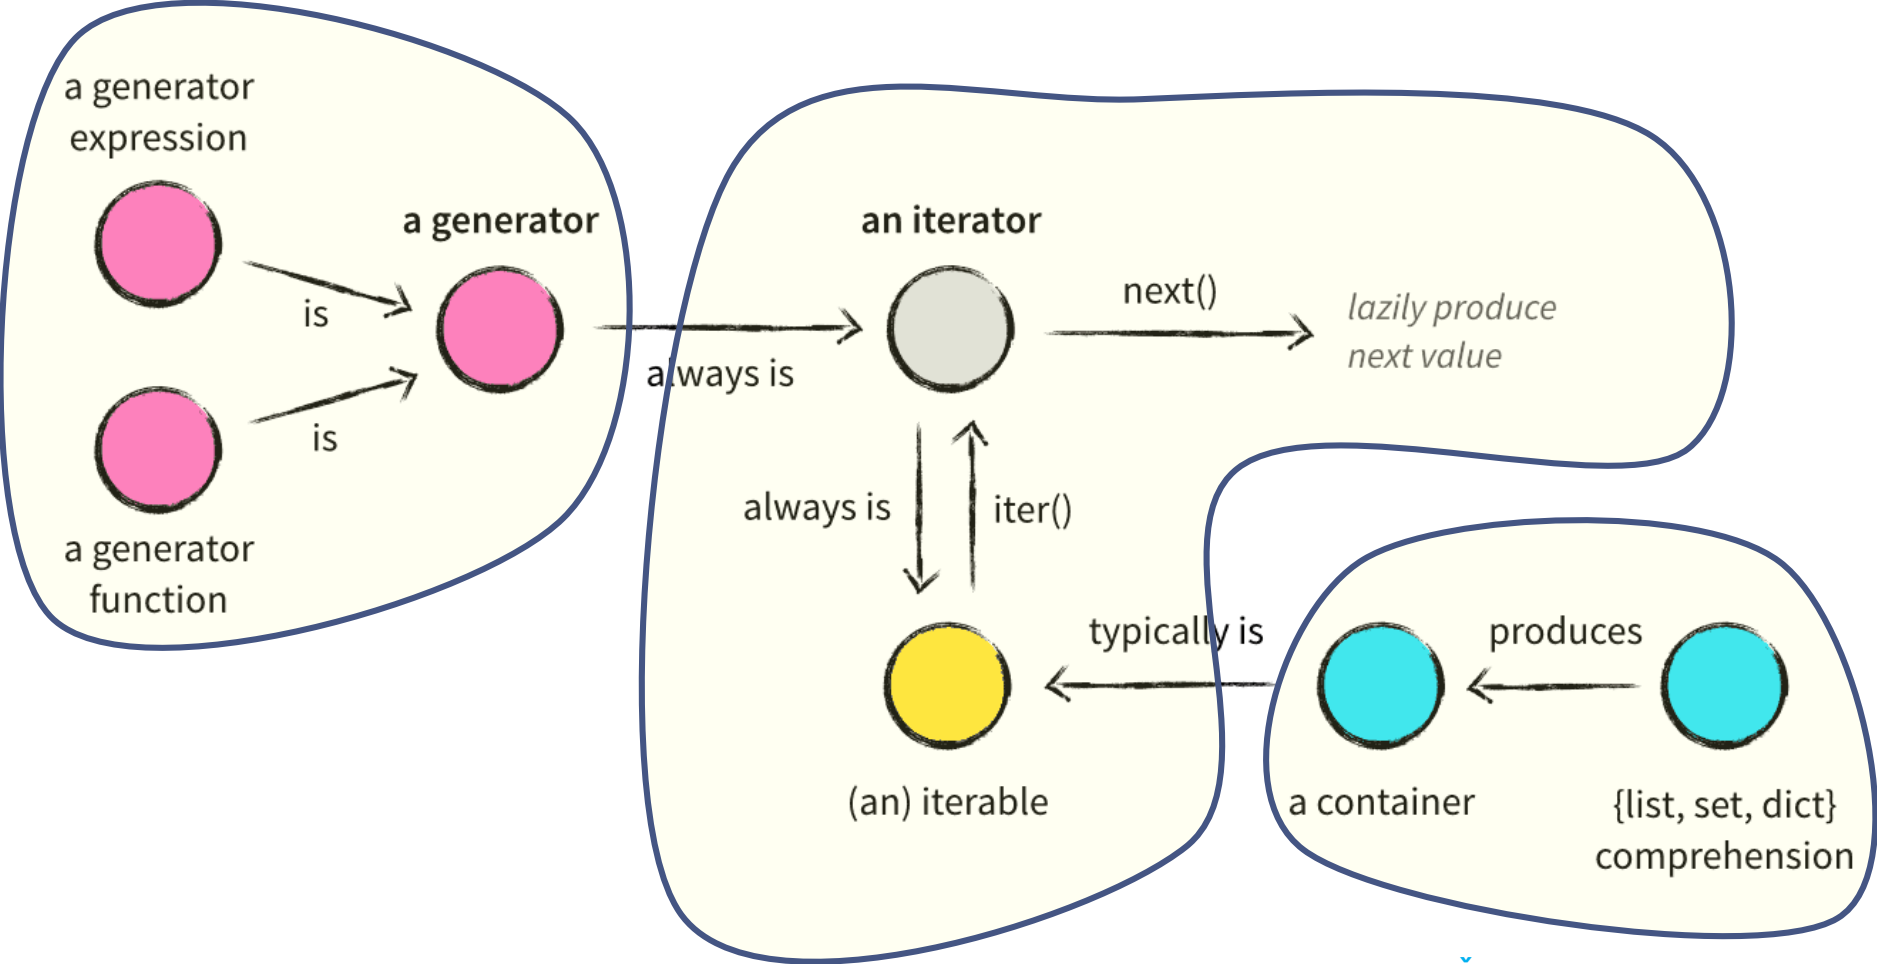 a generator
expression
is
a generator
is
a generator
function
always is
an iterator
next()
lazily produce
next value
always is
iter()
(an) iterable
typically is
a container
produces
{list, set, dict}
comprehension